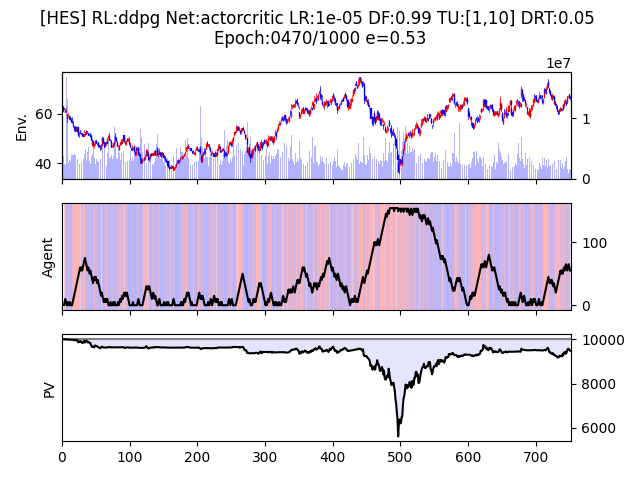 [HES] RL:ddpg Net:actorcritic LR:1e-05 DF:0.99 TU:[1,10] DRT:0.05
Epoch:0470/1000 e=0.53
1e7
Env.
60
40
1
0
Agent
100
0
PV
10000
8000
6000
0 100 200 300 400 500 600 700